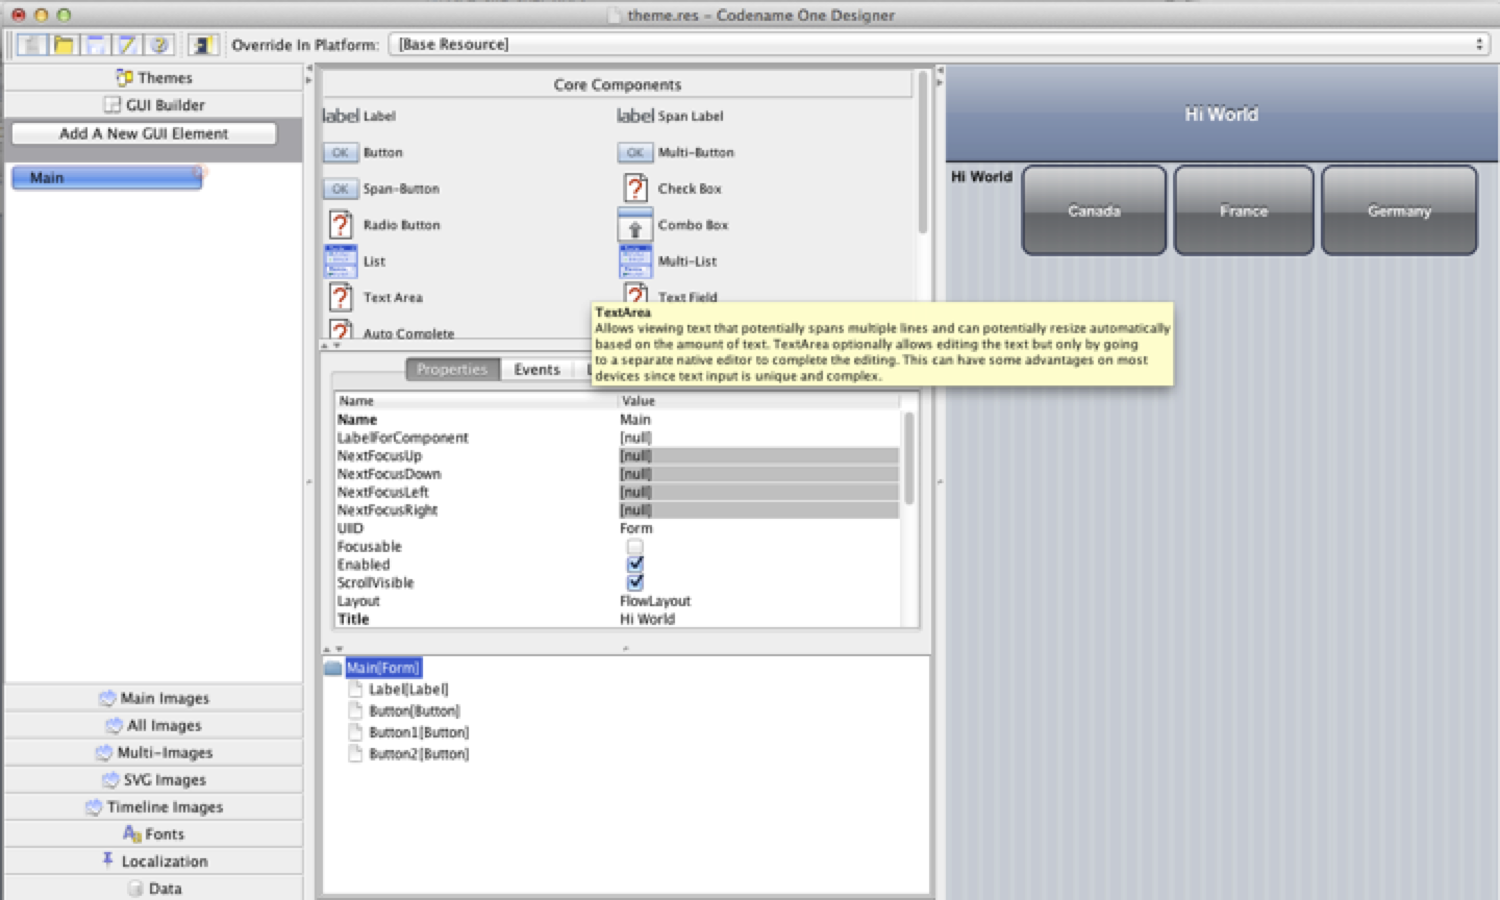 theme.res - Codename One Designer
Override In Platform:
[Base Resource]
Themes
GUI Builder
Add A New GUI Element
Main
Main Images
All Images
Multi-Images
SVG Images
Timeline Images
Fonts
Localization
Data
Core Components
label Label
label Span Label
OK Button
OK Multi-Button
OK Span-Button
Check Box
Radio Button
Combo Box
List
Multi-List
Text Area
Text Field
Auto Complete
TextArea
Allows viewing text that potentially spans multiple lines and can potentially resize automatically
based on the amount of text. TextArea optionally allows editing the text but only by going
to a separate native editor to complete the editing. This can have some advantages on most
devices since text input is unique and complex.
Properties
Events
Name Value
Name Main
LabelForComponent [null]
NextFocusUp [null]
NextFocusDown [null]
NextFocusLeft [null]
NextFocusRight [null]
UIID Form
Focusable
Enabled
ScrollVisible
Layout FlowLayout
Title Hi World
Main[Form]
Label[Label]
Button[Button]
Button1[Button]
Button2[Button]
Hi World
Hi World
Canada
France
Germany